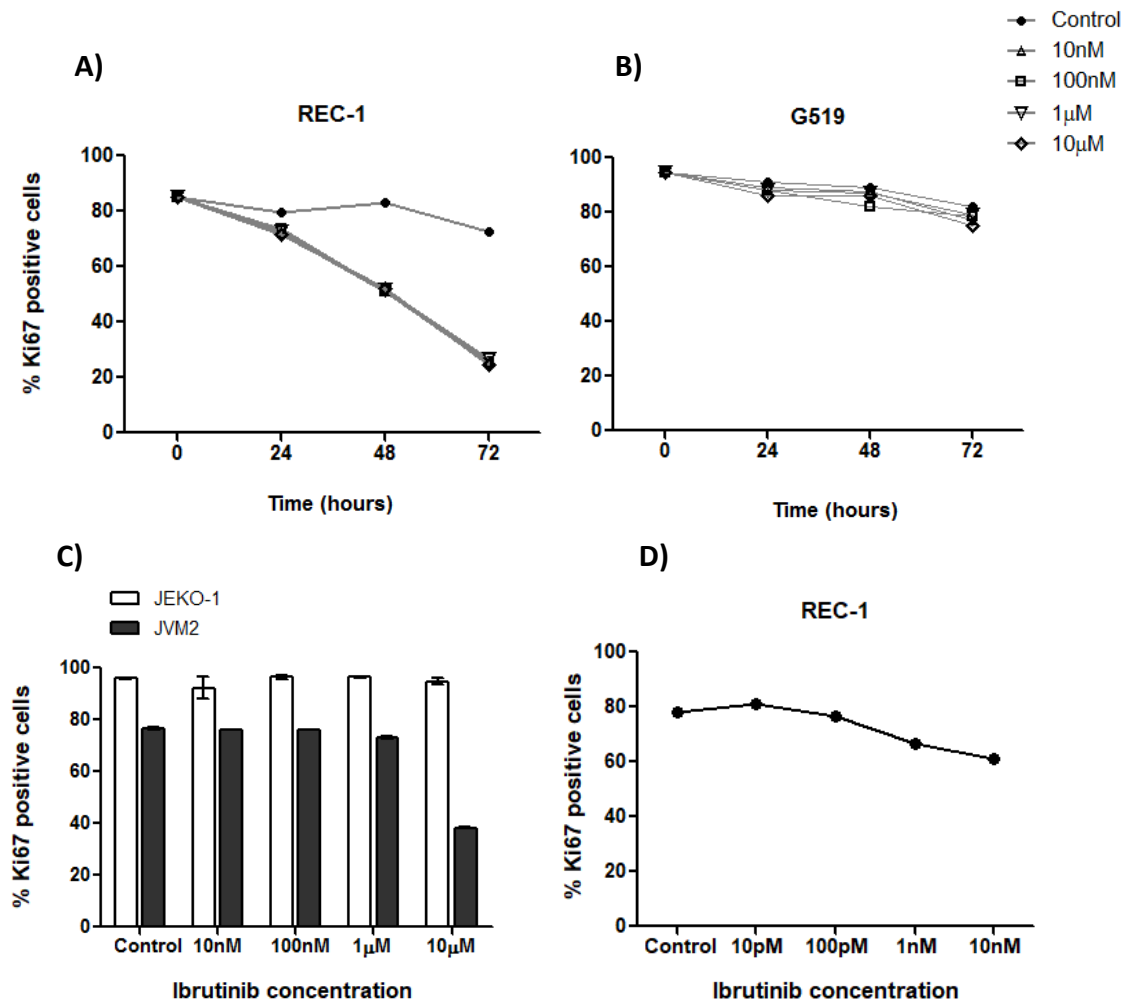 Control
10nM
100nM
1μM
10μM
A)
B)
REC-1
G519
% Ki67 positive cells
100
80
60
40
20
0
0 24 48 72
Time (hours)
100
80
60
40
20
0
0 24 48 72
Time (hours)
C)
D)
JEKO-1
JVM2
REC-1
% Ki67 positive cells
100
80
60
40
20
0
Control 10nM 100nM 1μM 10μM
Ibrutinib concentration
% Ki67 positive cells
100
80
60
40
20
0
Control 10pM 100pM 1nM 10nM
Ibrutinib concentration